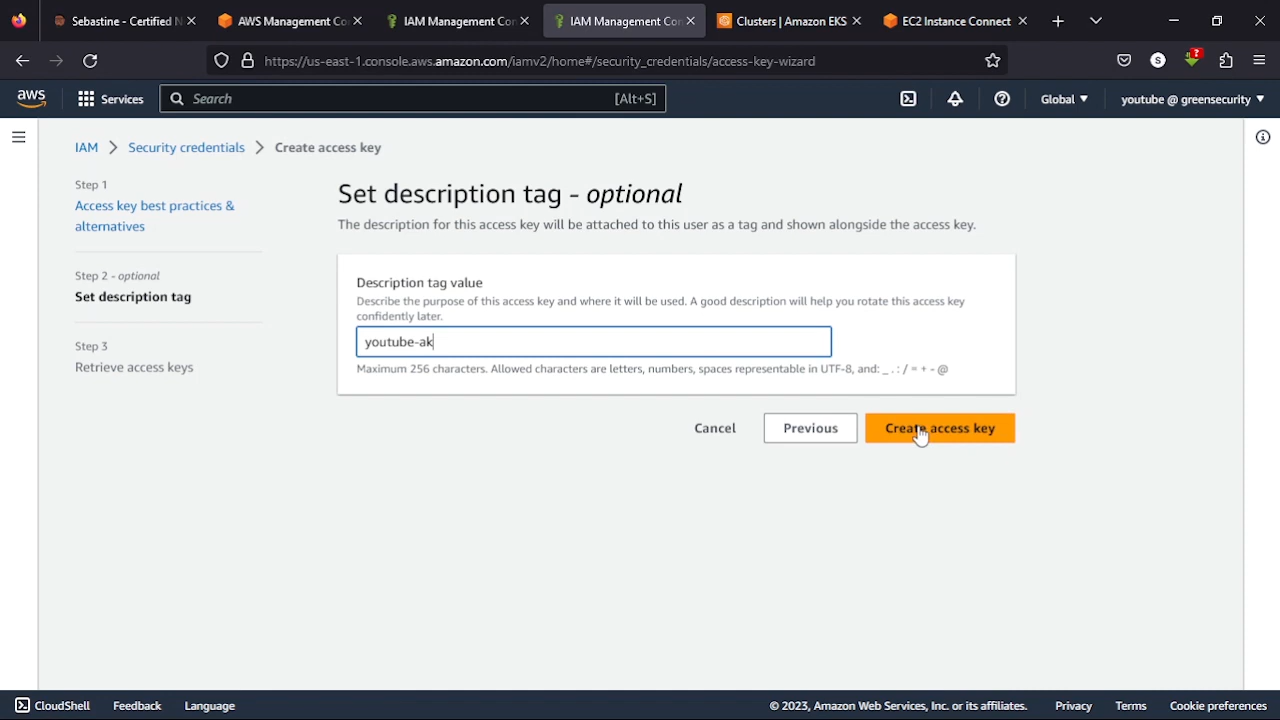 Sebastine – Certified N
AWS Management Co
IAM Management Con
IAM Management Con
Clusters | Amazon EKS
EC2 Instance Connect
https://us-east-1.console.aws.amazon.com/iamv2/home#/security_credentials/access-key-wizard
S
?
aws
Services
Search
[Alt+S]
Global
youtube @ greensecurity
IAM
Security credentials
Create access key
Step 1
Access key best practices &
alternatives
Step 2 - optional
Set description tag
Step 3
Retrieve access keys
Set description tag - optional
The description for this access key will be attached to this user as a tag and shown alongside the access key.
Description tag value
Describe the purpose of this access key and where it will be used. A good description will help you rotate this access key
confidently later.
youtube-ak
Maximum 256 characters. Allowed characters are letters, numbers, spaces representable in UTF-8, and: _ . : / = + - @
Cancel
Previous
Create access key
CloudShell
Feedback
Language
© 2023, Amazon Web Services, Inc. or its affiliates.
Privacy
Terms
Cookie preferences